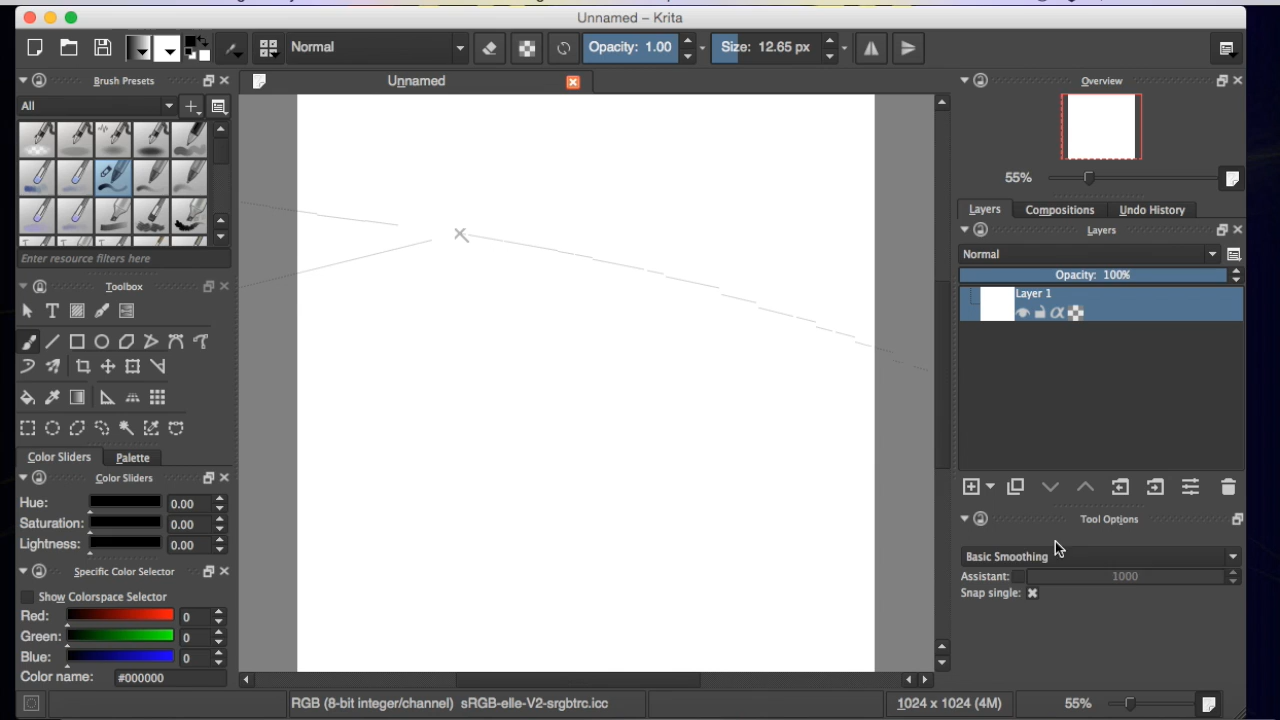 Unnamed – Krita
Normal
Opacity: 1.00
Size: 12.65 px
Brush Presets
Unnamed
Overview
All
55%
Layers
Compositions
Undo History
Layers
Normal
Enter resource filters here
Opacity: 100%
Toolbox
Layer 1
Color Sliders
Palette
Color Sliders
Hue: 0.00
Saturation: 0.00
Lightness: 0.00
Tool Options
Basic Smoothing
Assistant: 1000
Snap single:
Specific Color Selector
Show Colorspace Selector
Red: 0
Green: 0
Blue: 0
Color name: #000000
RGB (8-bit integer/channel) sRGB-elle-V2-srgbtrc.icc
1024 x 1024 (4M)
55%